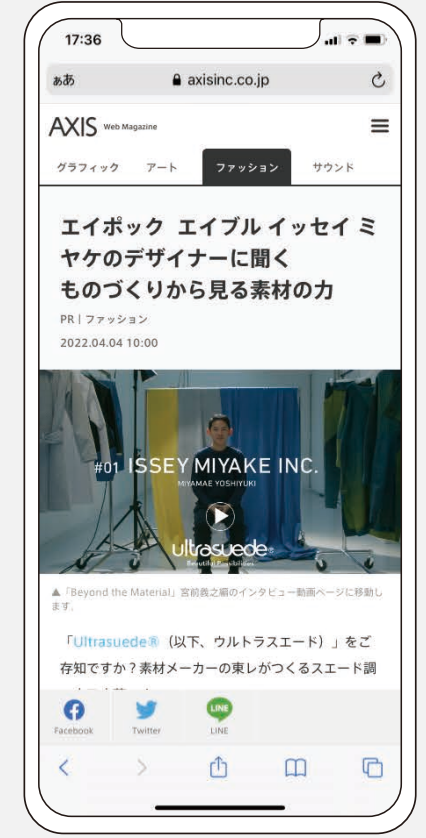 17:36
ぁあ axisinc.co.jp
AXIS Web Magazine
グラフィック アート ファッション サウンド
エイポック エイブル イッセイ ミ
ヤケのデザイナーに聞く
ものづくりから見る素材の力
PR | ファッション
2022.04.04 10:00
#01 ISSEY MIYAKE INC.
MIYAMAE YOSHIYUKI
ultrasuede®
Beautiful Possibilities
▲「Beyond the Material」宮前義之編のインタビュー動画ページに移動し
ます。
「Ultrasuede®（以下、ウルトラスエード）」をご
存知ですか？素材メーカーの東レがつくるスエード調
Facebook Twitter LINE
LINE